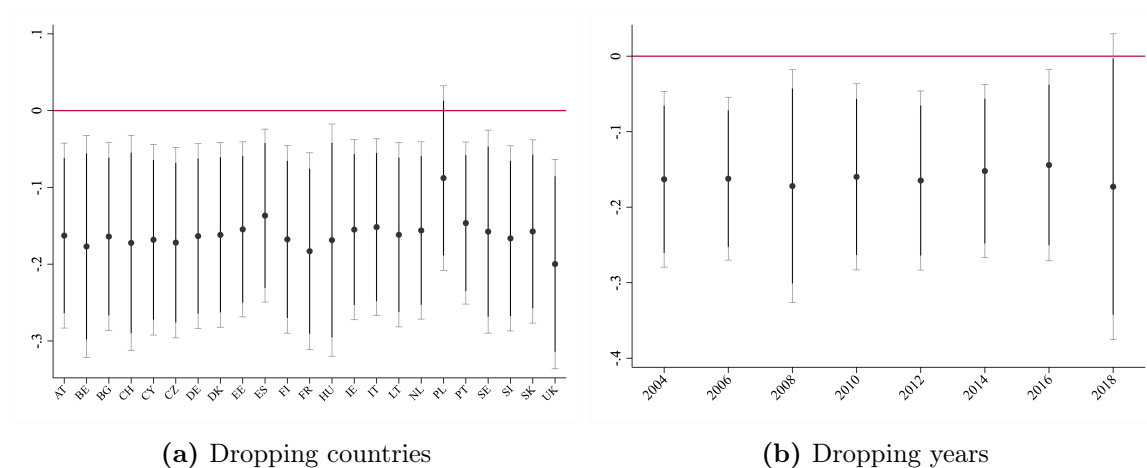 .1
0
-.1
-.2
-.3
AT BE BG CH CY CZ DE DK EE ES FI FR HU IE IT LT NL PL PT SE SI SK UK
(a) Dropping countries
0
-.1
-.2
-.3
-.4
2004 2006 2008 2010 2012 2014 2016 2018
(b) Dropping years